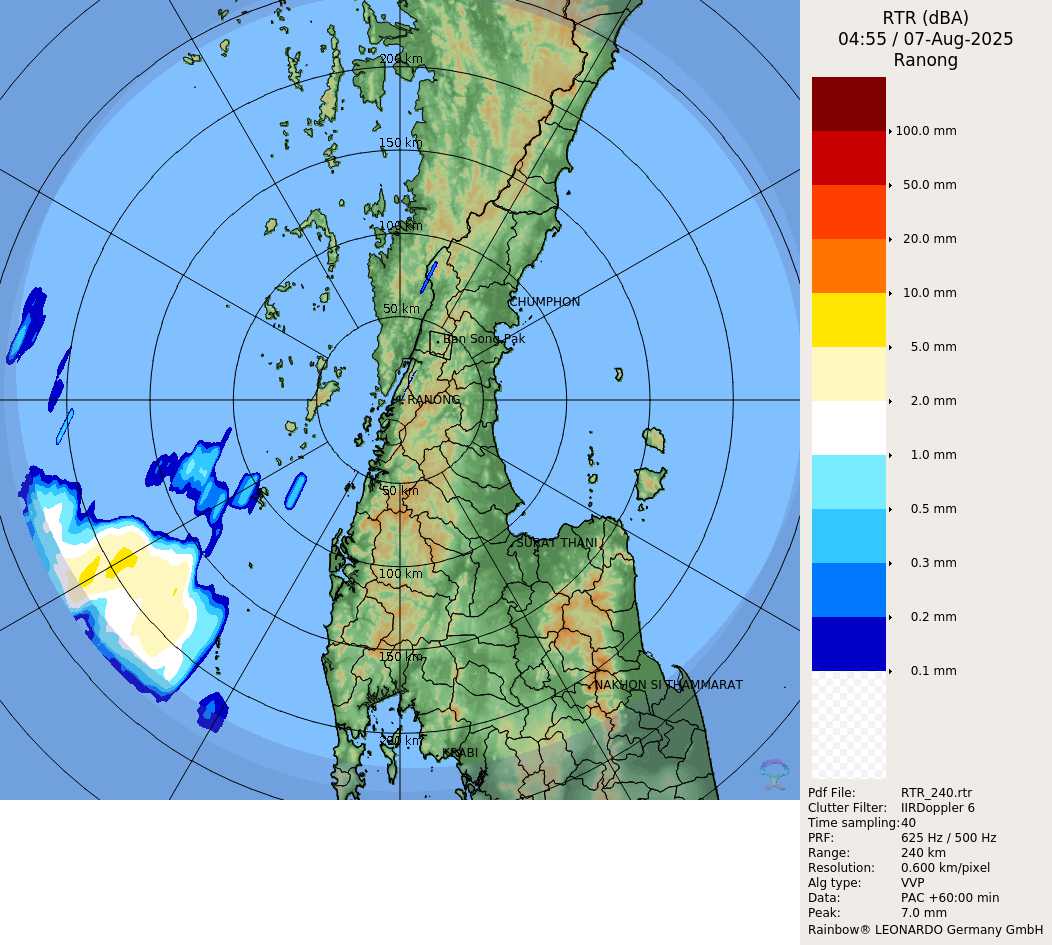 RTR (dBA)
04:55 / 07-Aug-2025
Ranong
200 km
150 km
100 km
50 km
CHUMPHON
Ban Song Pak
RANONG
50 km
SURAT THANI
100 km
150 km
NAKHON SI THAMMARAT
200 km
KRABI
100.0 mm
50.0 mm
20.0 mm
10.0 mm
5.0 mm
2.0 mm
1.0 mm
0.5 mm
0.3 mm
0.2 mm
0.1 mm
Pdf File: RTR_240.rtr
Clutter Filter: IIRDoppler 6
Time sampling:40
PRF: 625 Hz / 500 Hz
Range: 240 km
Resolution: 0.600 km/pixel
Alg type: VVP
Data: PAC +60:00 min
Peak: 7.0 mm
Rainbow® LEONARDO Germany GmbH